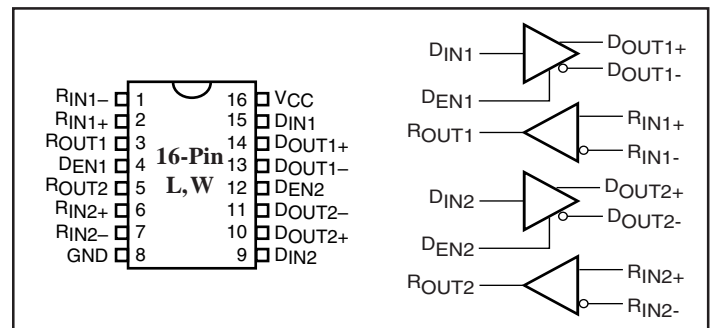 RIN1– 1 16 VCC
RIN1+ 2 15 DIN1
ROUT1 3 14 DOUT1+
DEN1 4 16-Pin 13 DOUT1–
ROUT2 5 L,W 12 DEN2
RIN2+ 6 11 DOUT2–
RIN2– 7 10 DOUT2+
GND 8 9 DIN2
DIN1 DOUT1+
DOUT1-
DEN1
ROUT1 RIN1+
RIN1-
DIN2 DOUT2+
DOUT2-
DEN2
ROUT2 RIN2+
RIN2-